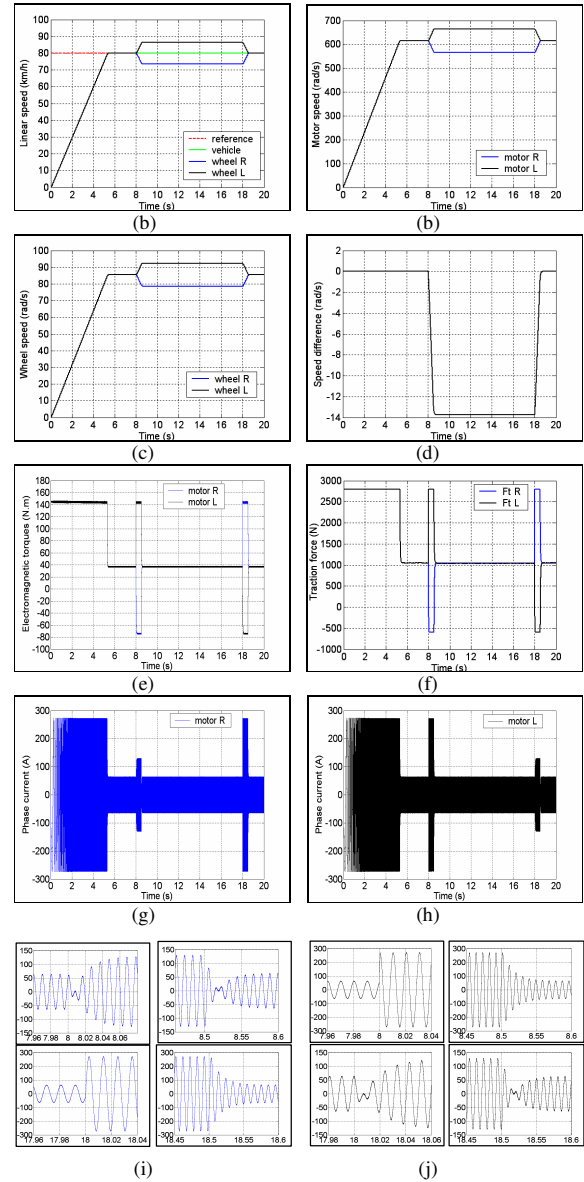 100
90
80
70
60
50
40
30
20
10
0
Linear speed (km/h)
reference
vehicle
wheel R
wheel L
0 2 4 6 8 10 12 14 16 18 20
Time (s)
(b)
700
600
500
400
300
200
100
0
Motor speed (rad/s)
motor R
motor L
0 2 4 6 8 10 12 14 16 18 20
Time (s)
(b)
100
90
80
70
60
50
40
30
20
10
0
Wheel speed (rad/s)
wheel R
wheel L
0 2 4 6 8 10 12 14 16 18 20
Time (s)
(c)
2
0
-2
-4
-6
-8
-10
-12
-14
Speed difference (rad/s)
0 2 4 6 8 10 12 14 16 18 20
Time (s)
(d)
180
160
140
120
100
80
60
40
20
0
-20
-40
-60
-80
-100
Electromagnetic torques (N.m)
motor R
motor L
0 2 4 6 8 10 12 14 16 18 20
Time (s)
(e)
3000
2500
2000
1500
1000
500
0
-500
-1000
Traction force (N)
Ft R
Ft L
0 2 4 6 8 10 12 14 16 18 20
Time (s)
(f)
300
200
100
0
-100
-200
-300
Phase current (A)
motor R
0 2 4 6 8 10 12 14 16 18 20
Time (s)
(g)
300
200
100
0
-100
-200
-300
Phase current (A)
motor L
0 2 4 6 8 10 12 14 16 18 20
Time (s)
(h)
150
100
50
0
-50
-100
-150
7.96 7.98 8 8.02 8.04 8.06
150
100
50
0
-50
-100
-150
8.5 8.55 8.6
300
200
100
0
-100
-200
-300
17.96 17.98 18 18.02 18.04
300
200
100
0
-100
-200
-300
18.45 18.5 18.55 18.6
(i)
300
200
100
0
-100
-200
-300
7.96 7.98 8 8.02 8.04
300
200
100
0
-100
-200
-300
8.45 8.5 8.55 8.6
150
100
50
0
-50
-100
17.96 17.98 18 18.02 18.04 18.06
150
100
50
0
-50
-100
-150
18.45 18.5 18.55 18.6
(j)